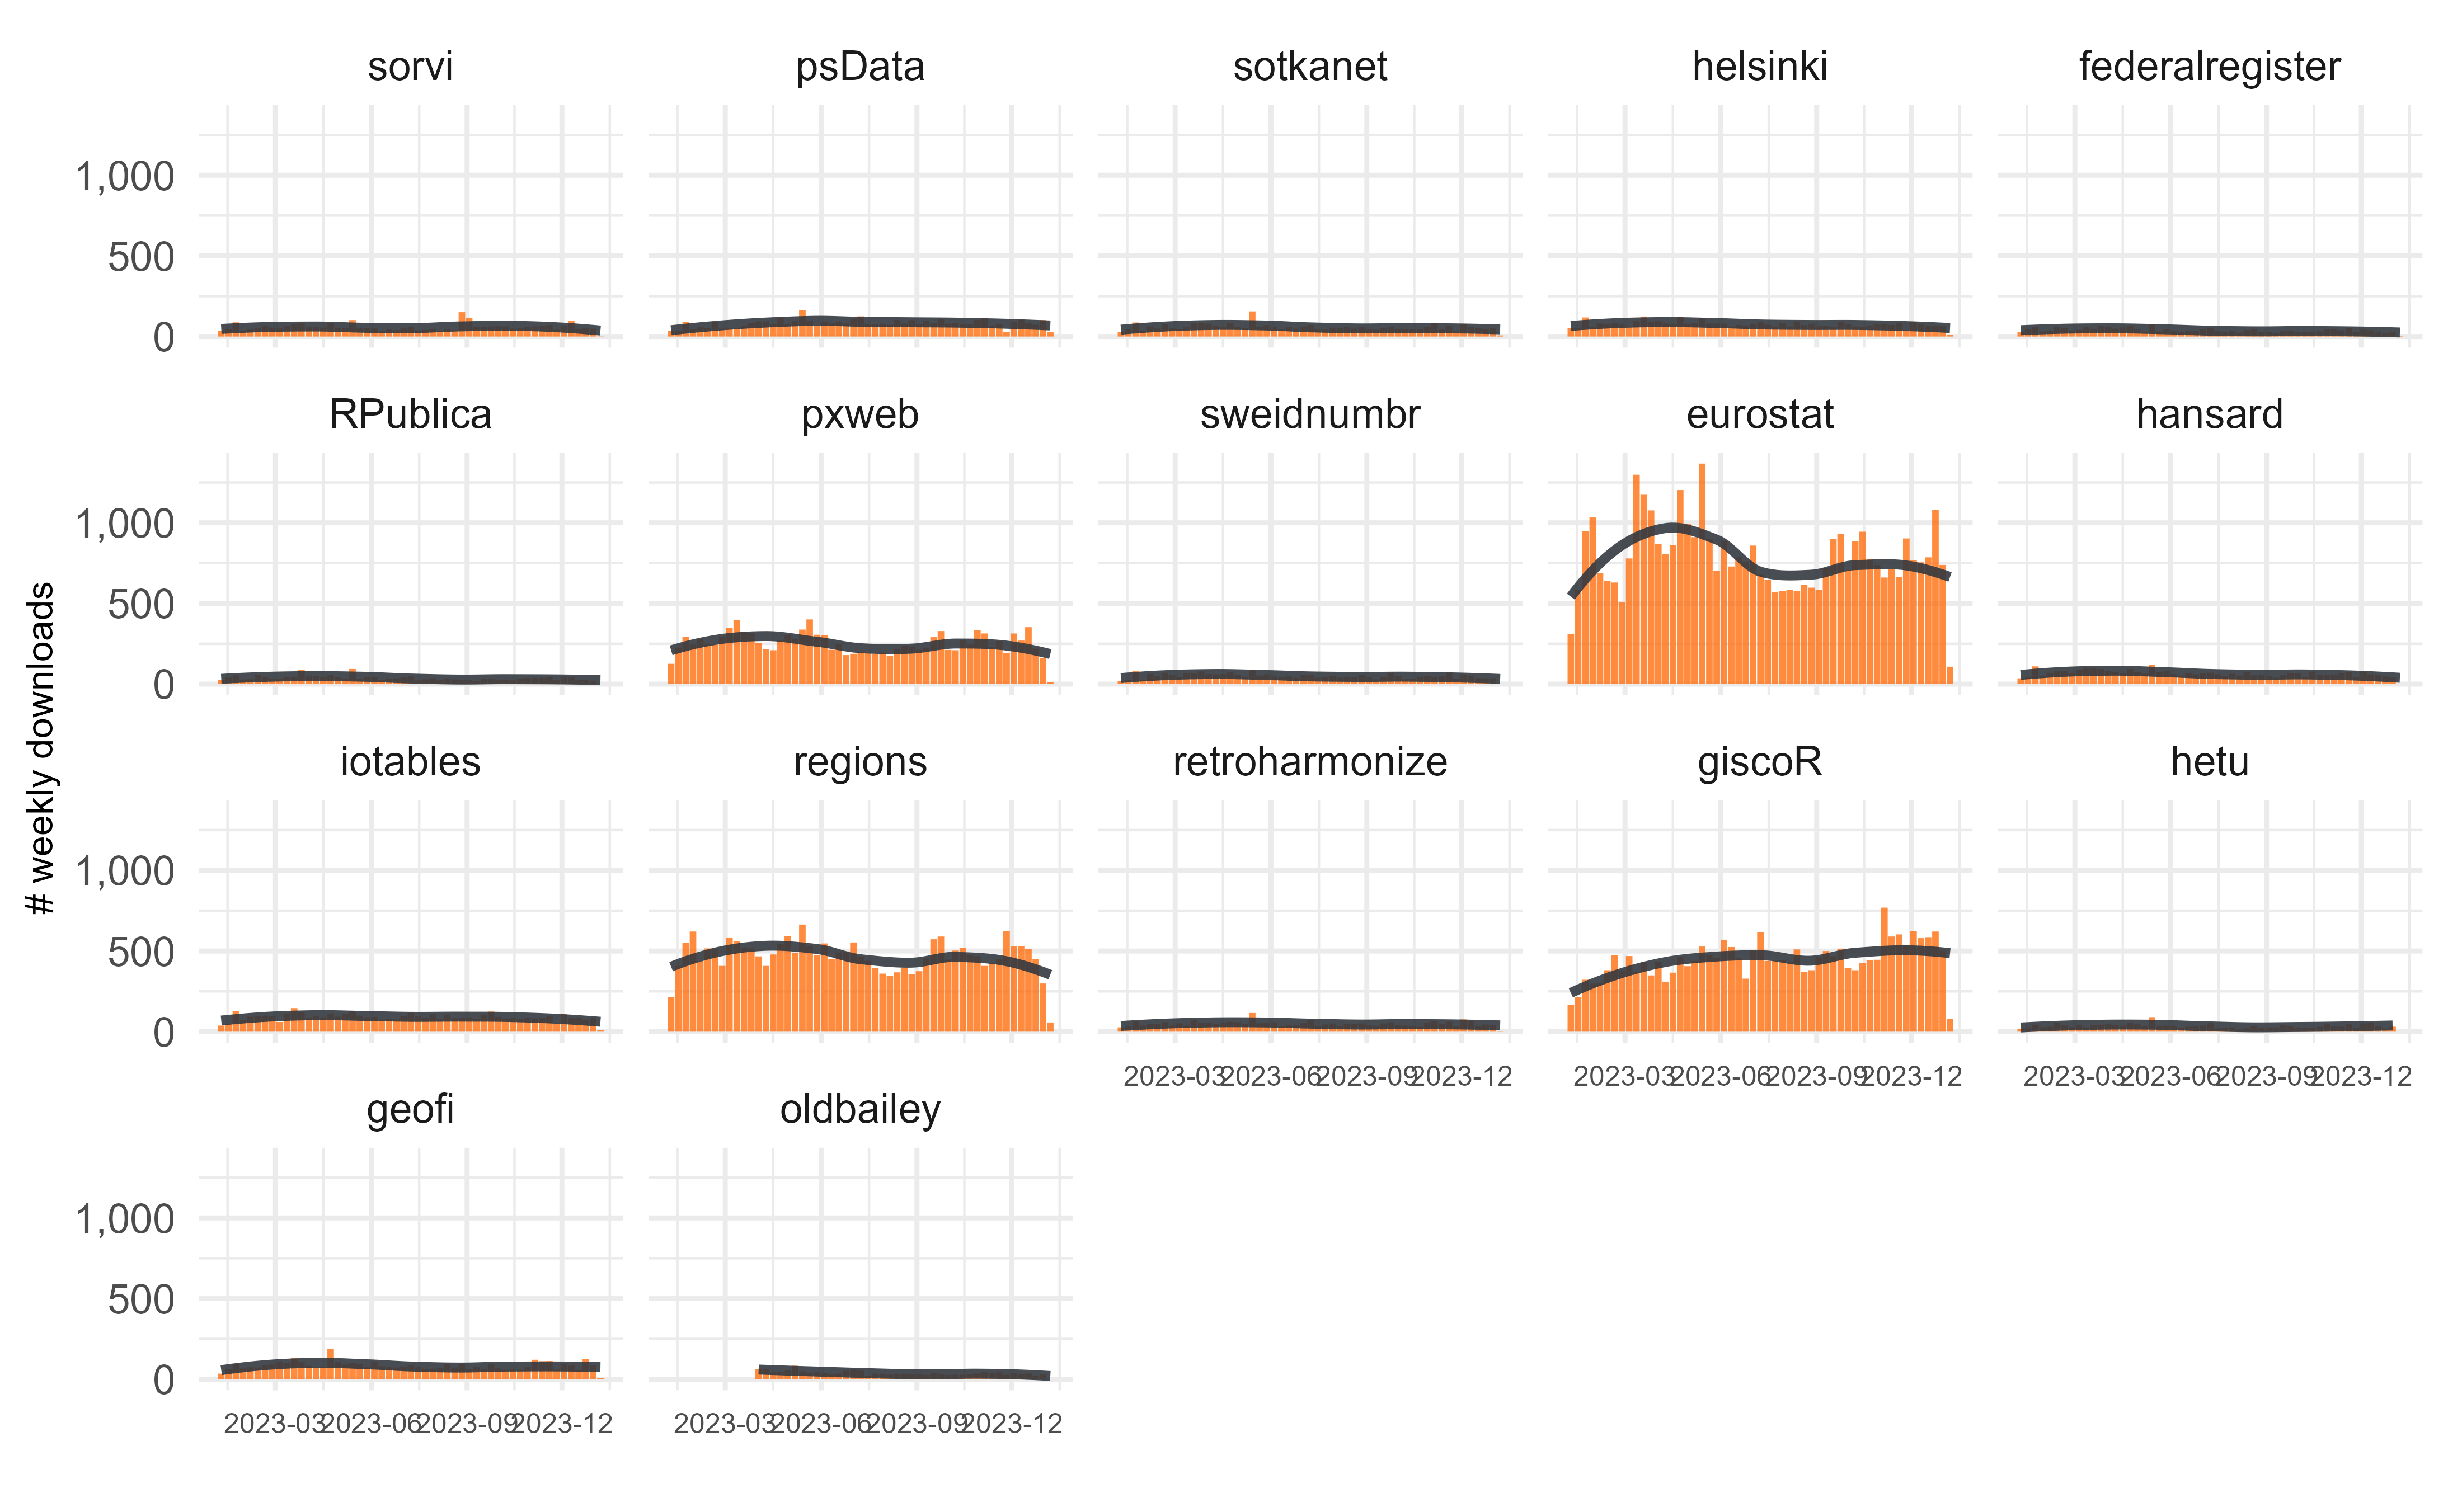 sorvi psData sotkanet helsinki federalregister
1,000
500
0
RPublica pxweb sweidnumbr eurostat hansard
1,000
500
0
# weekly downloads
iotables regions retroharmonize giscoR hetu
1,000
500
0
2023-03 2023-06 2023-09 2023-12 2023-03 2023-06 2023-09 2023-12 2023-03 2023-06 2023-09 2023-12
geofi oldbailey
1,000
500
0
2023-03 2023-06 2023-09 2023-12 2023-03 2023-06 2023-09 2023-12